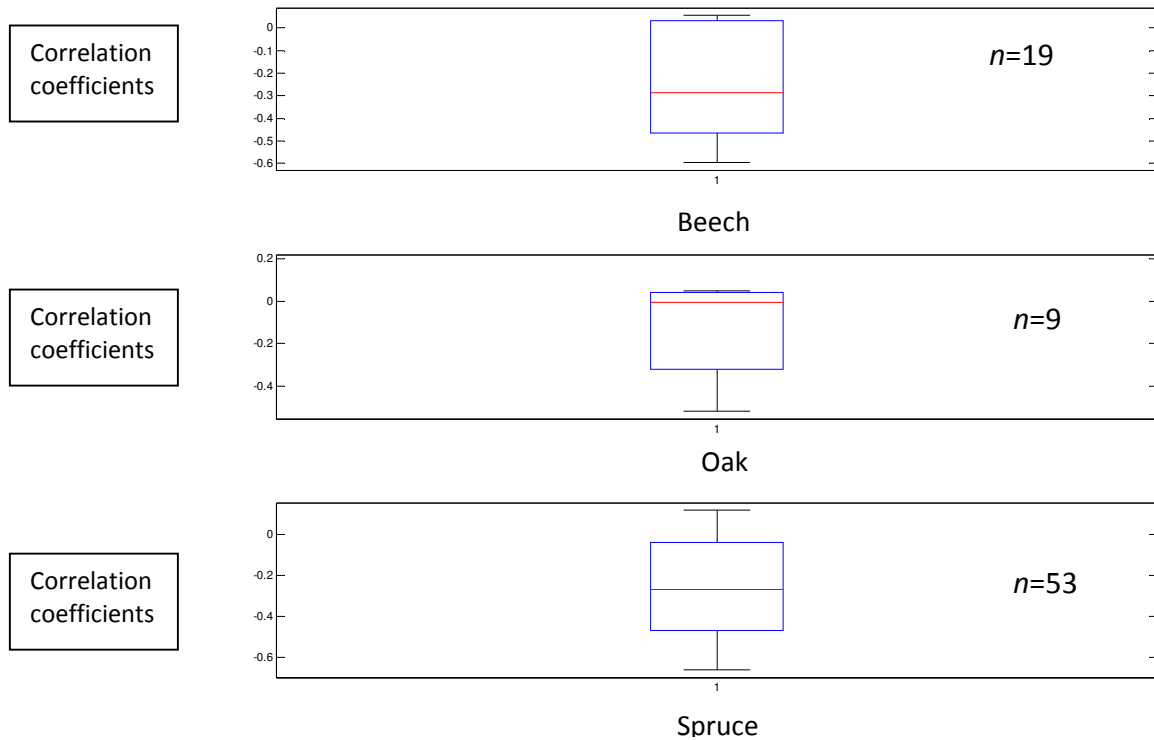 Correlation
coefficients
0
-0.1
-0.2
-0.3
-0.4
-0.5
-0.6
n=19
1
Beech
Correlation
coefficients
0.2
0
-0.2
-0.4
n=9
1
Oak
Correlation
coefficients
0
-0.2
-0.4
-0.6
n=53
1
Spruce